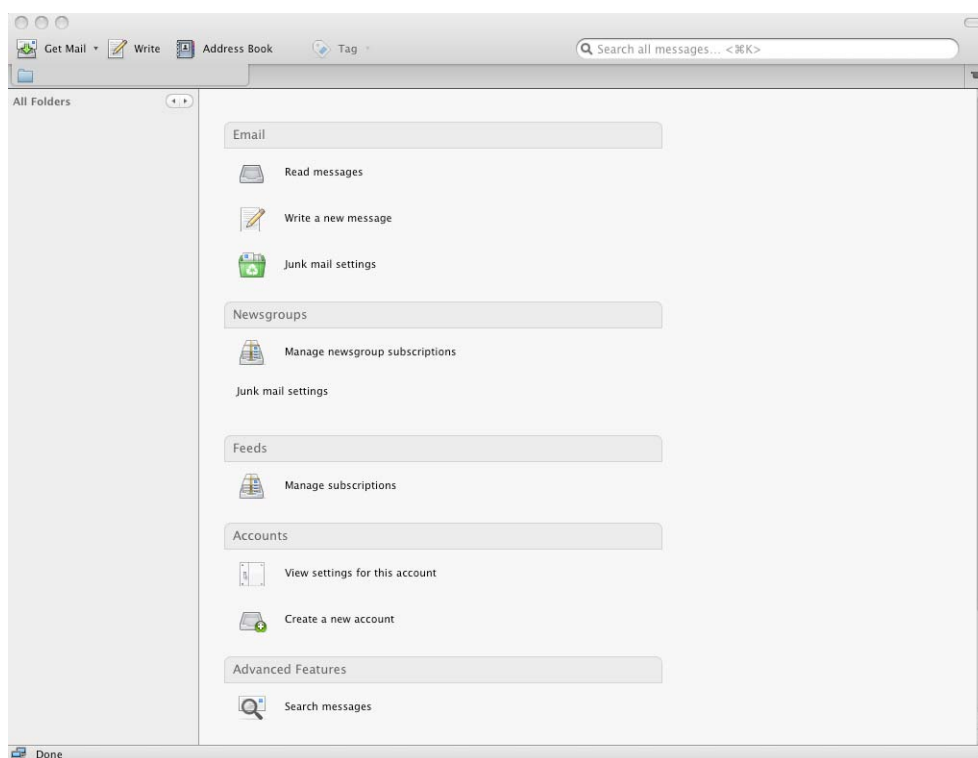 Get Mail Write Address Book Tag Search all messages... <⌘K>
All Folders
Email
Read messages
Write a new message
Junk mail settings
Newsgroups
Manage newsgroup subscriptions
Junk mail settings
Feeds
Manage subscriptions
Accounts
View settings for this account
Create a new account
Advanced Features
Search messages
Done